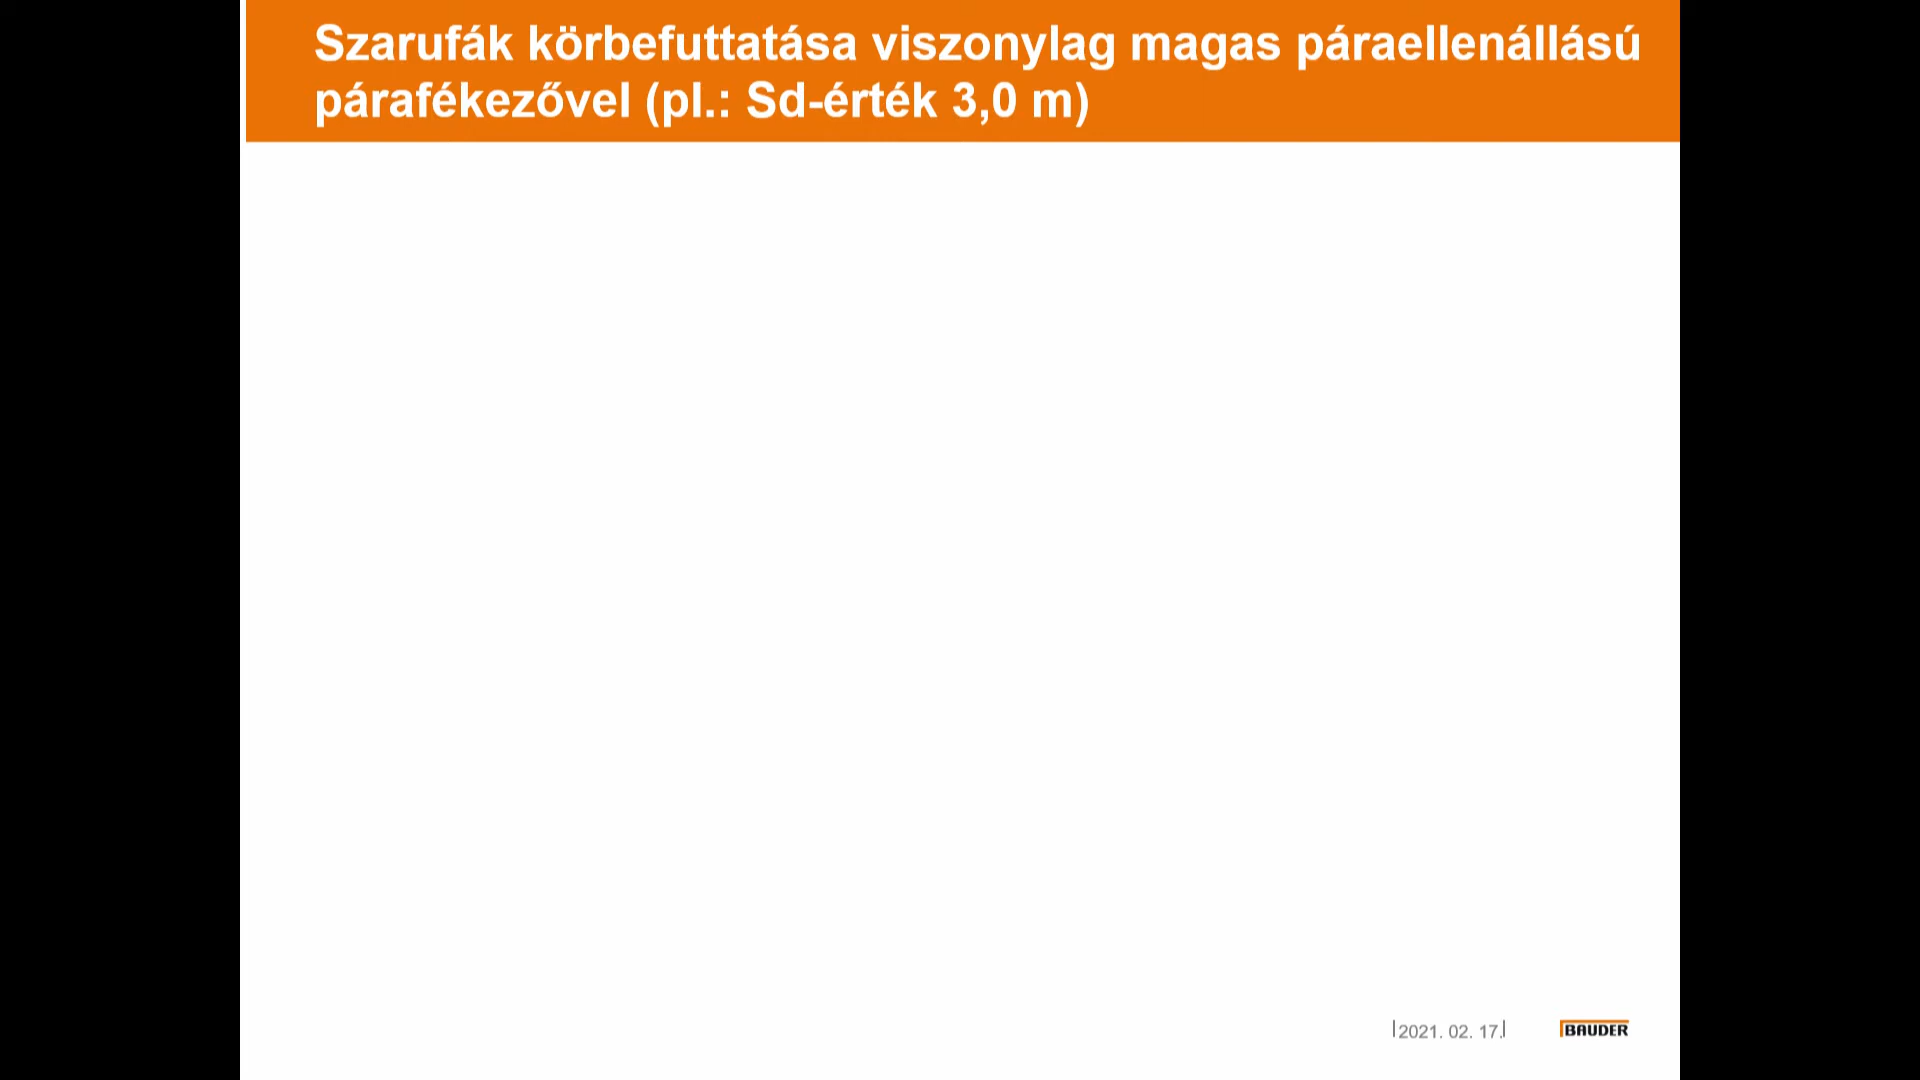 Szarufák körbefuttatása viszonylag magas páraellenállású
párafékezővel (pl.: Sd-érték 3,0 m)
2021. 02. 17.
BAUDER